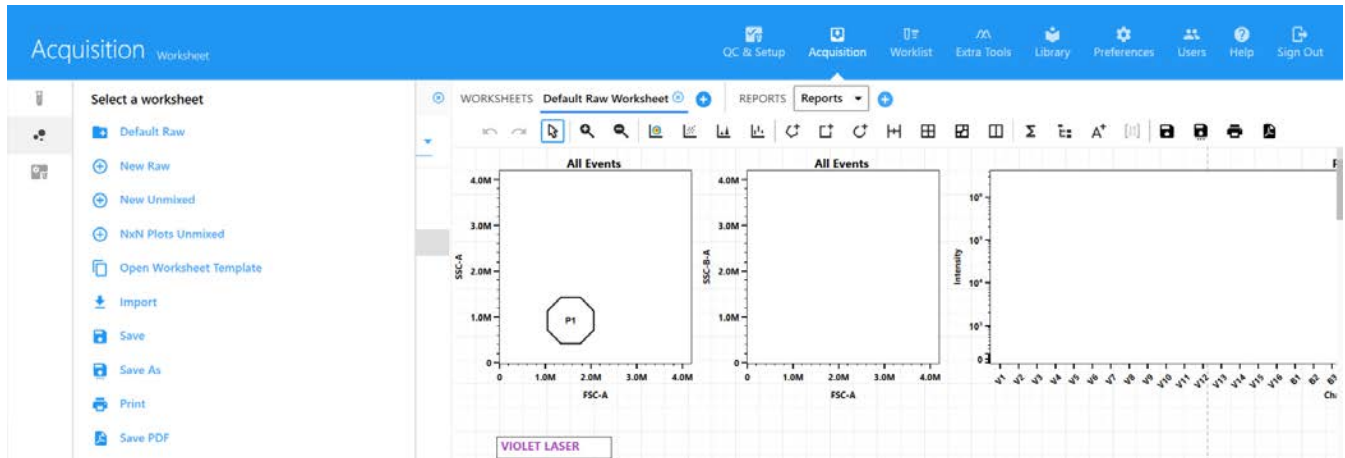 Acquisition Worksheet
QC & Setup
Acquisition
Worklist
Extra Tools
Library
Preferences
Users
Help
Sign Out
Select a worksheet
Default Raw
New Raw
New Unmixed
NxN Plots Unmixed
Open Worksheet Template
Import
Save
Save As
Print
Save PDF
WORKSHEETS Default Raw Worksheet REPORTS Reports
All Events
4.0M
3.0M
2.0M
1.0M
0
SSC-A
P1
0 1.0M 2.0M 3.0M 4.0M
FSC-A
All Events
4.0M
3.0M
2.0M
1.0M
0
SSC-B-A
0 1.0M 2.0M 3.0M 4.0M
FSC-A
Intensity
0
V1 V2 V3 V4 V5 V6 V7 V8 V9 V10 V11 V12 V13 V14 V15 V16 B1 B2 B3
VIOLET LASER